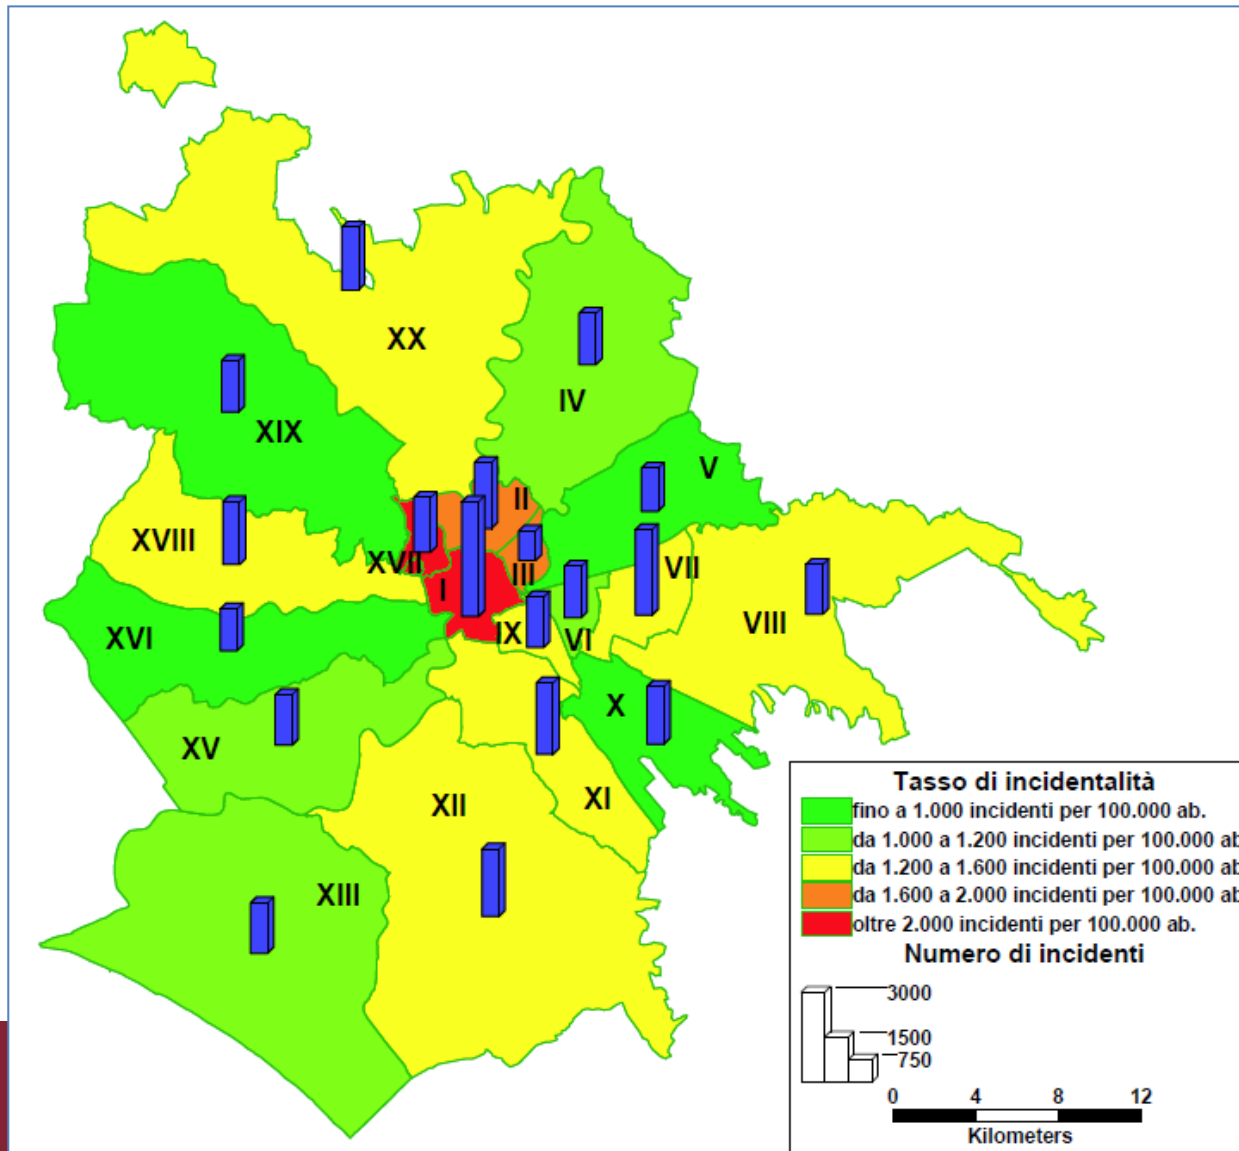 XX
IV
XIX
V
II
XVIII
XVII
III
VII
I
VIII
IX
VI
XVI
X
XV
XI
XII
XIII
Tasso di incidentalità
fino a 1.000 incidenti per 100.000 ab.
da 1.000 a 1.200 incidenti per 100.000 ab
da 1.200 a 1.600 incidenti per 100.000 ab
da 1.600 a 2.000 incidenti per 100.000 ab
oltre 2.000 incidenti per 100.000 ab.
Numero di incidenti
3000
1500
750
0 4 8 12
Kilometers